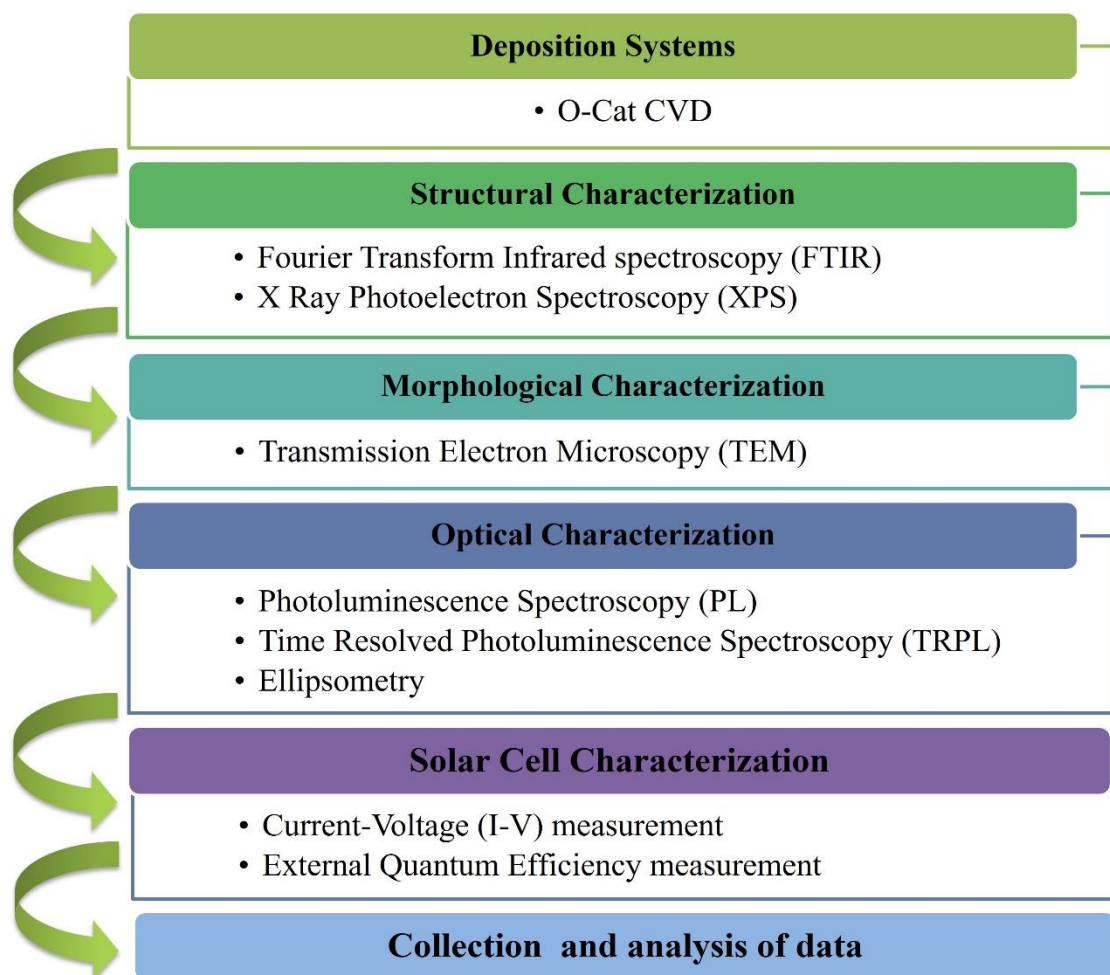 Deposition Systems
• O-Cat CVD
Structural Characterization
• Fourier Transform Infrared spectroscopy (FTIR)
• X Ray Photoelectron Spectroscopy (XPS)
Morphological Characterization
• Transmission Electron Microscopy (TEM)
Optical Characterization
• Photoluminescence Spectroscopy (PL)
• Time Resolved Photoluminescence Spectroscopy (TRPL)
• Ellipsometry
Solar Cell Characterization
• Current-Voltage (I-V) measurement
• External Quantum Efficiency measurement
Collection and analysis of data